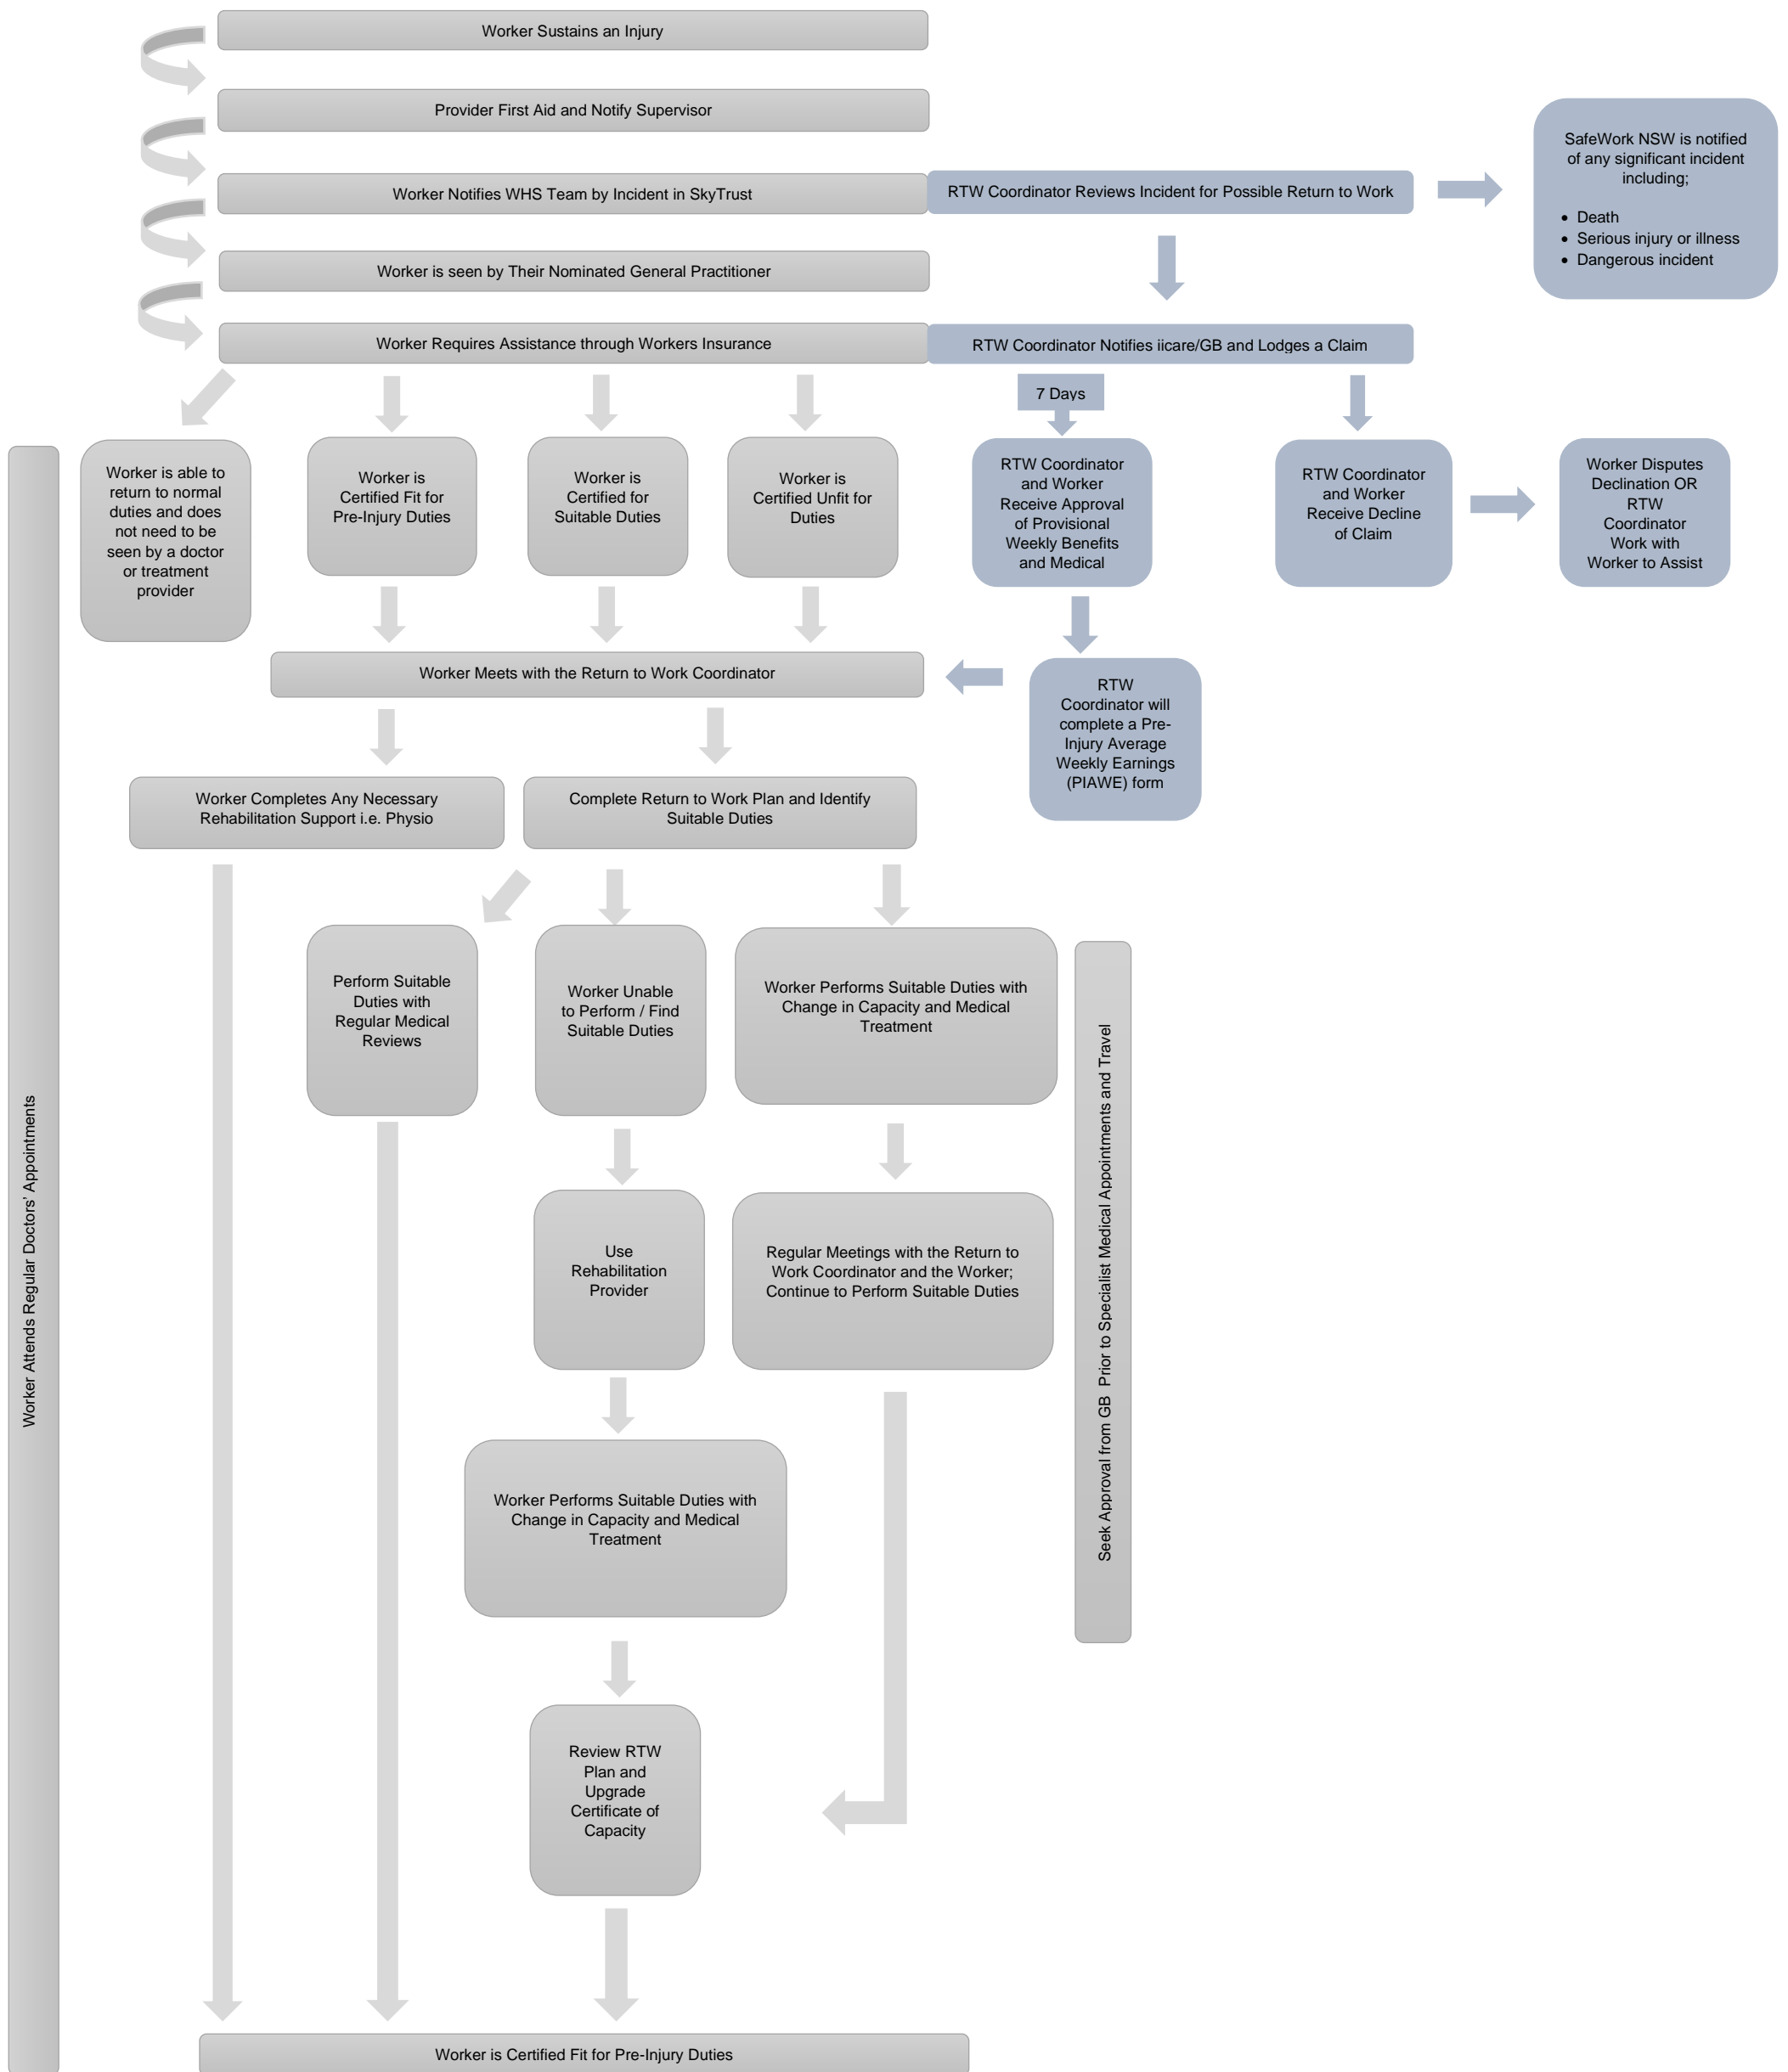 Worker Sustains an Injury
Provider First Aid and Notify Supervisor
SafeWork NSW is notified
of any significant incident
including;
• Death
• Serious injury or illness
• Dangerous incident
Worker Notifies WHS Team by Incident in SkyTrust
RTW Coordinator Reviews Incident for Possible Return to Work
Worker is seen by Their Nominated General Practitioner
Worker Requires Assistance through Workers Insurance
RTW Coordinator Notifies iicare/GB and Lodges a Claim
7 Days
Worker is able to
return to normal
duties and does
not need to be
seen by a doctor
or treatment
provider
Worker is
Certified Fit for
Pre-Injury Duties
Worker is
Certified for
Suitable Duties
Worker is
Certified Unfit for
Duties
RTW Coordinator
and Worker
Receive Approval
of Provisional
Weekly Benefits
and Medical
RTW Coordinator
and Worker
Receive Decline
of Claim
Worker Disputes
Declination OR
RTW
Coordinator
Work with
Worker to Assist
Worker Meets with the Return to Work Coordinator
RTW
Coordinator will
complete a Pre-
Injury Average
Weekly Earnings
(PIAWE) form
Worker Completes Any Necessary
Rehabilitation Support i.e. Physio
Complete Return to Work Plan and Identify
Suitable Duties
Perform Suitable
Duties with
Regular Medical
Reviews
Worker Unable
to Perform / Find
Suitable Duties
Worker Performs Suitable Duties with
Change in Capacity and Medical
Treatment
Use
Rehabilitation
Provider
Regular Meetings with the Return to
Work Coordinator and the Worker;
Continue to Perform Suitable Duties
Seek Approval from GB  Prior to Specialist Medical Appointments and Travel
Worker Attends Regular Doctors' Appointments
Worker Performs Suitable Duties with
Change in Capacity and Medical
Treatment
Review RTW
Plan and
Upgrade
Certificate of
Capacity
Worker is Certified Fit for Pre-Injury Duties